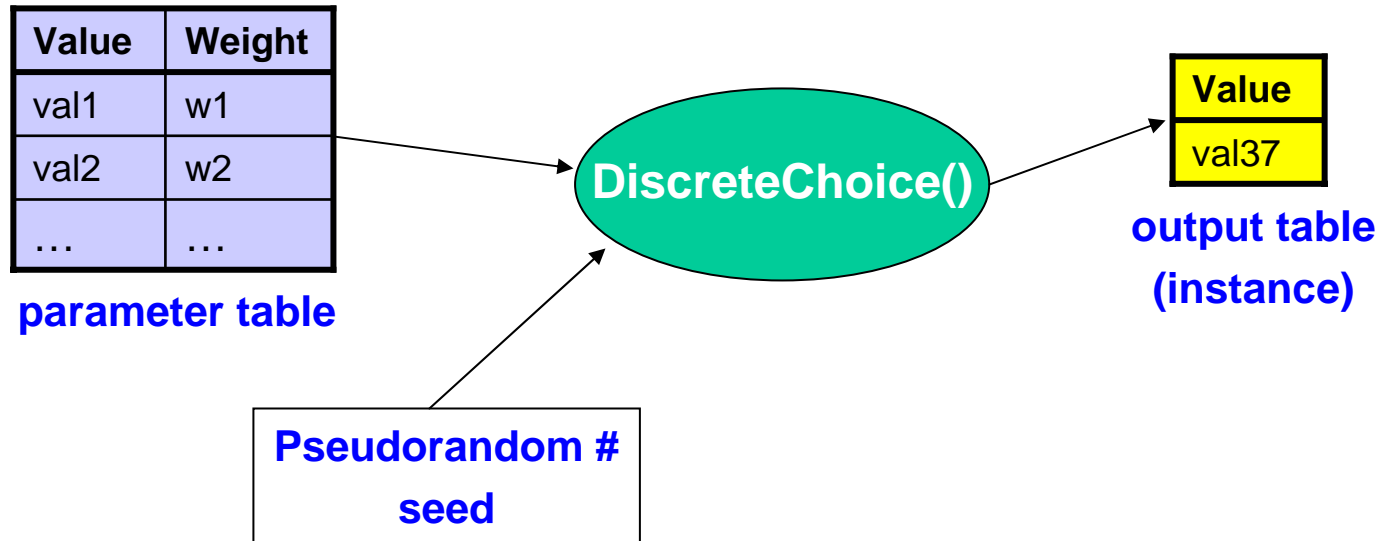 Value Weight
val1 w1
val2 w2
… …
parameter table
DiscreteChoice()
Pseudorandom #
seed
Value
val37
output table
(instance)